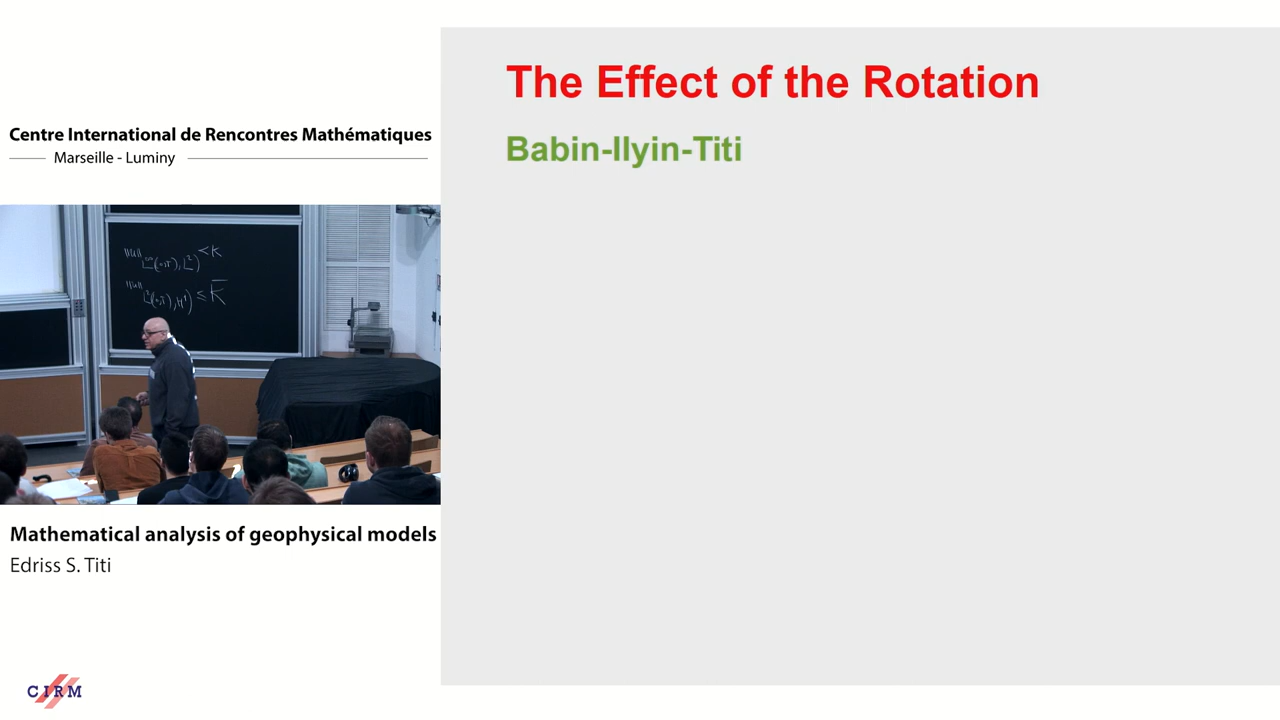 The Effect of the Rotation
Babin-Ilyin-Titi
Centre International de Rencontres Mathématiques
Marseille - Luminy
Mathematical analysis of geophysical models
Edriss S. Titi
CIRM